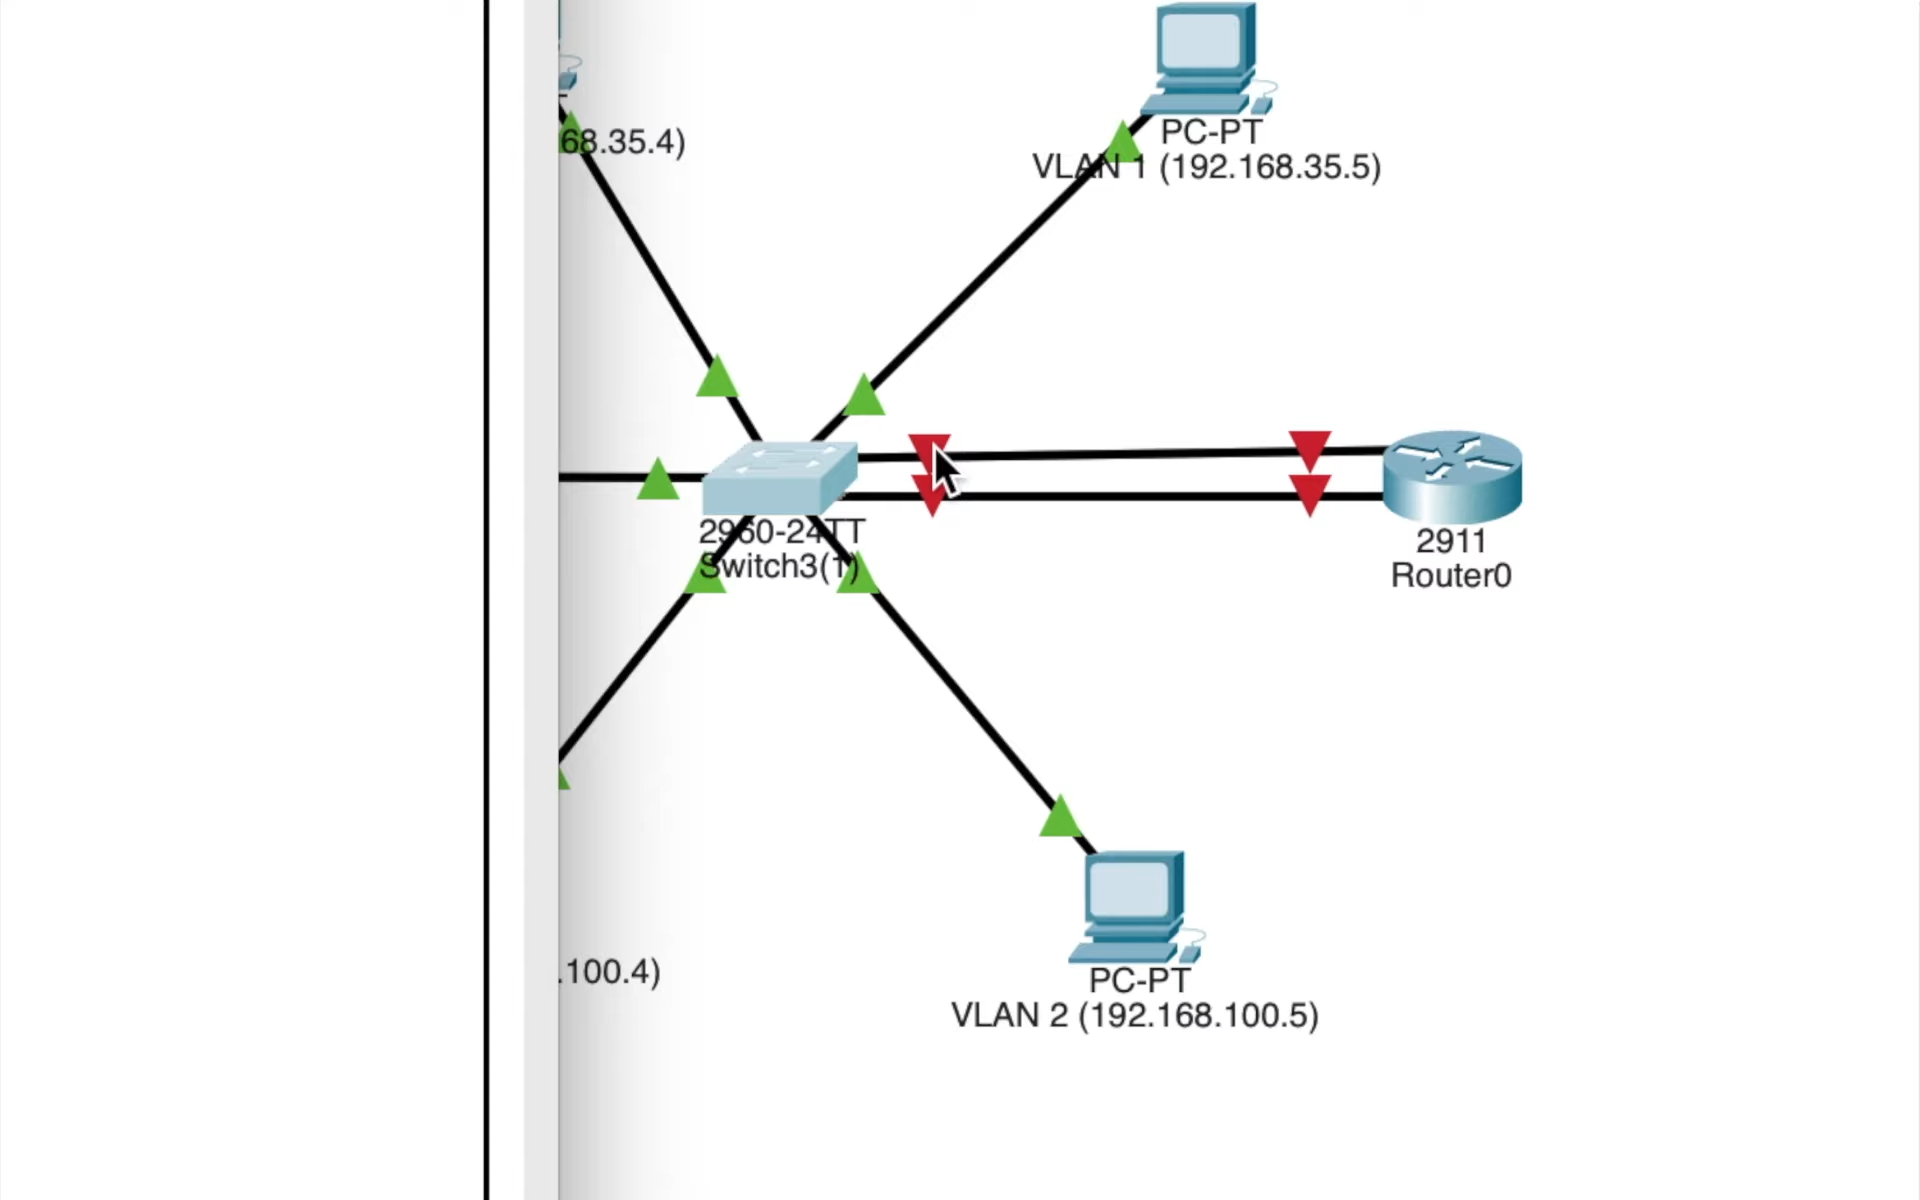 68.35.4)
PC-PT
VLAN 1 (192.168.35.5)
2960-24TT
Switch3(1)
2911
Router0
.100.4)
PC-PT
VLAN 2 (192.168.100.5)